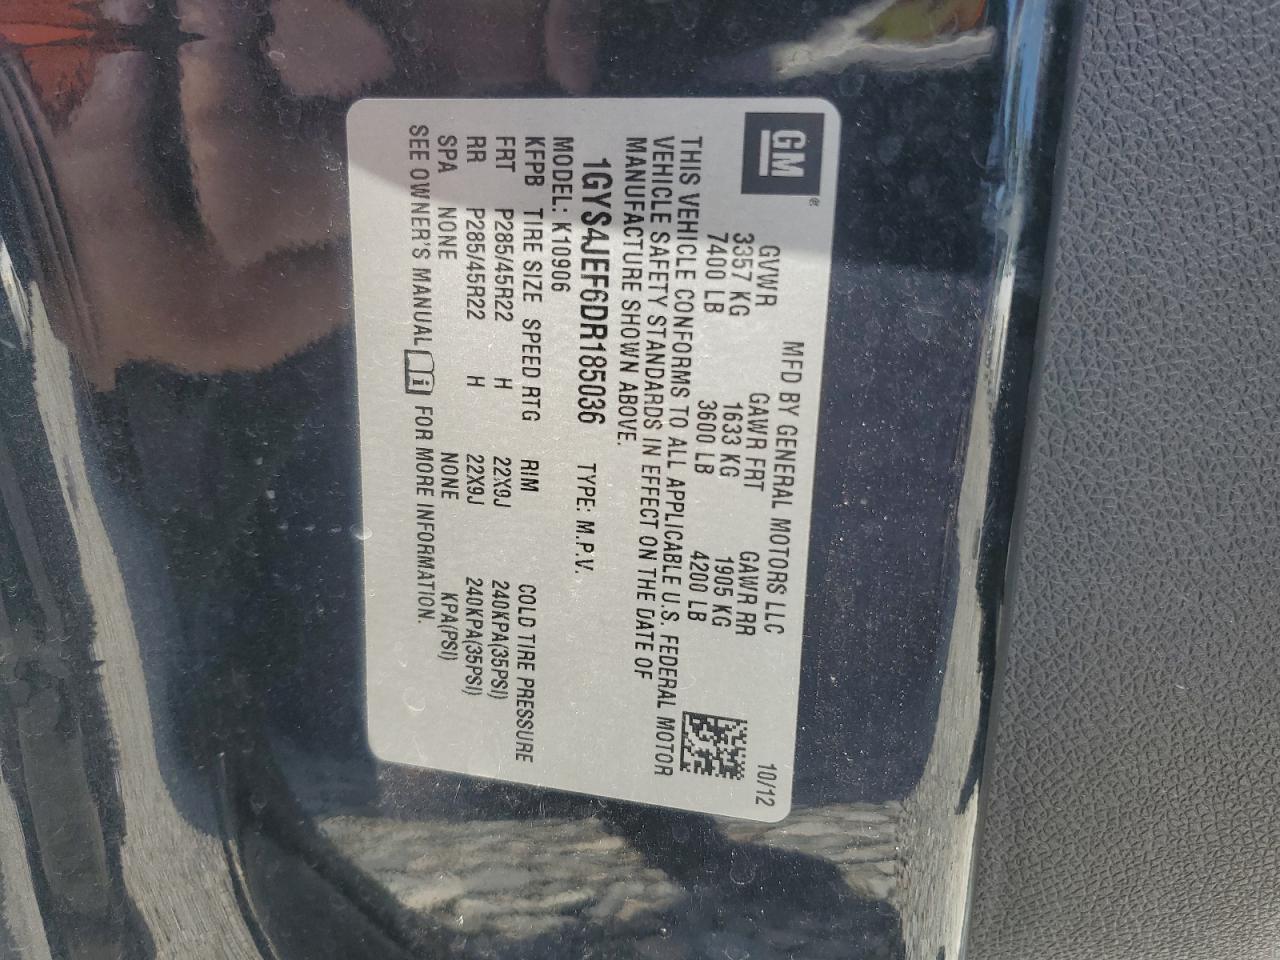 GM®
MFD BY GENERAL MOTORS LLC 10/12
GVWR GAWR FRT GAWR RR
3357 KG 1633 KG 1905 KG
7400 LB 3600 LB 4200 LB
THIS VEHICLE CONFORMS TO ALL APPLICABLE U.S. FEDERAL MOTOR
VEHICLE SAFETY STANDARDS IN EFFECT ON THE DATE OF
MANUFACTURE SHOWN ABOVE.
1GYS4JEF6DR185036 TYPE: M.P.V.
MODEL: K10906
KFPB TIRE SIZE SPEED RTG RIM COLD TIRE PRESSURE
FRT P285/45R22 H 22X9J 240KPA(35PSI)
RR P285/45R22 H 22X9J 240KPA(35PSI)
SPA NONE NONE KPA(PSI)
SEE OWNER'S MANUAL i FOR MORE INFORMATION.